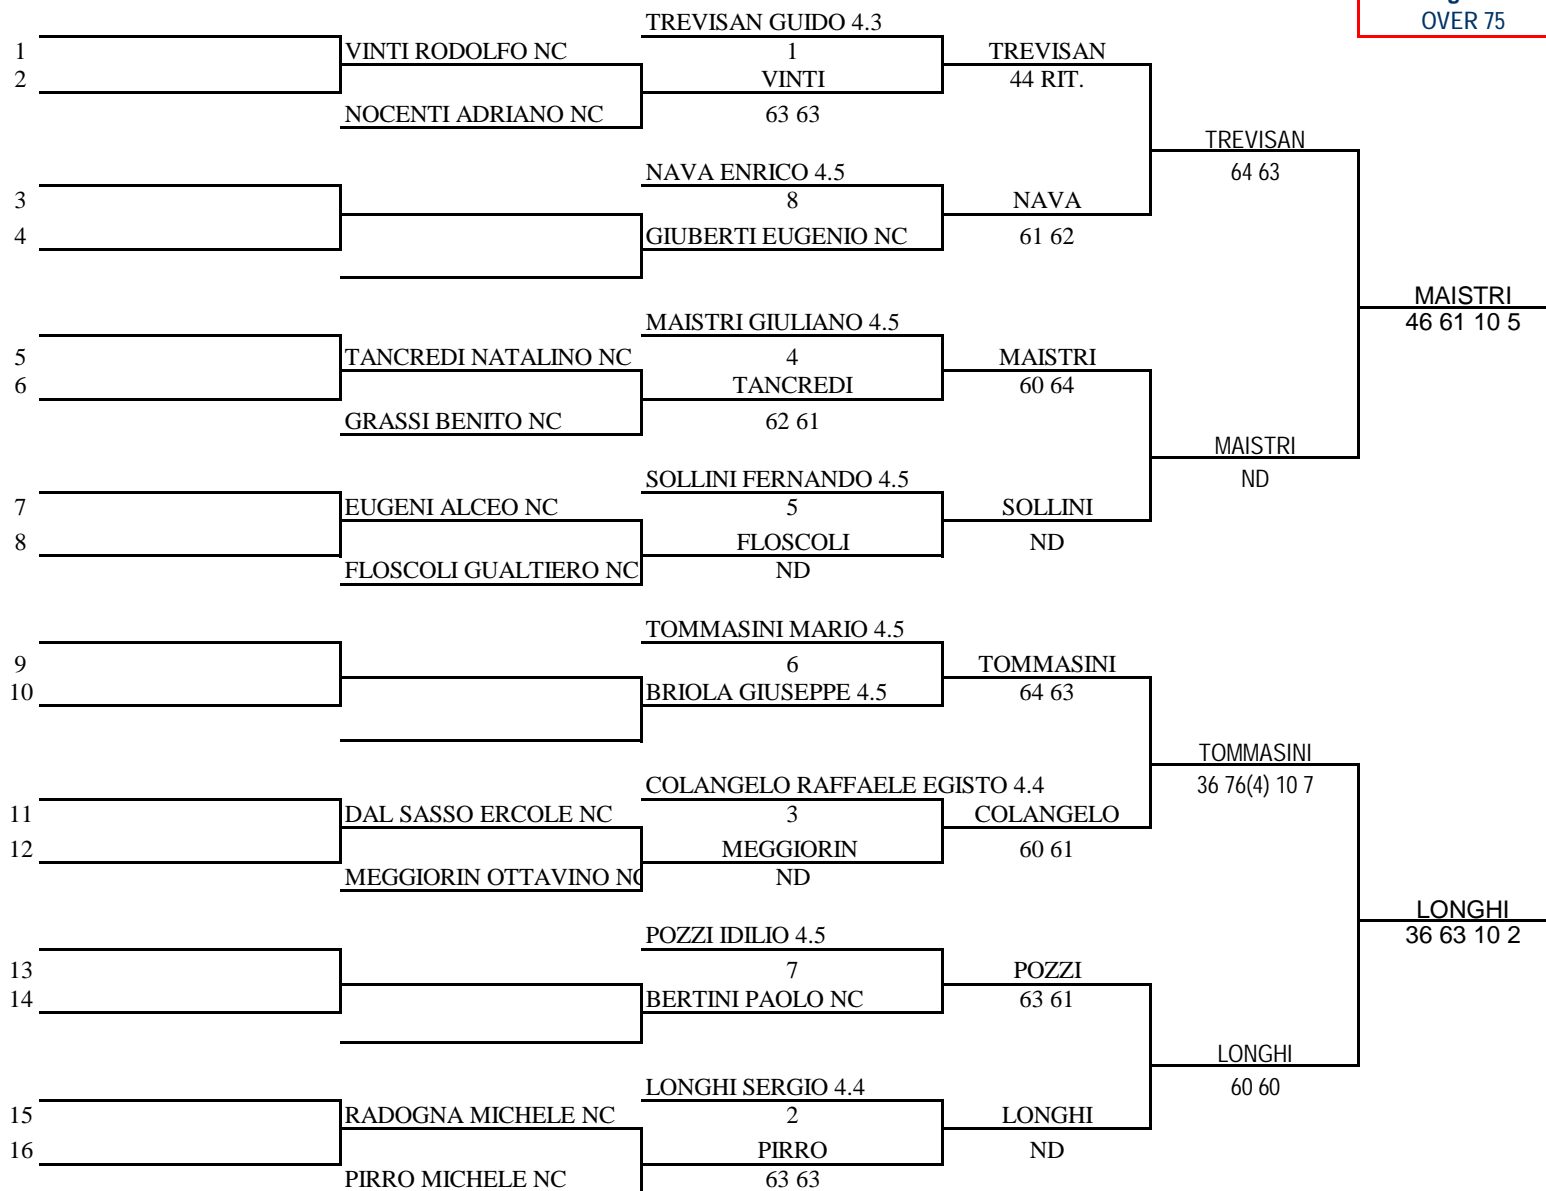 OVER 75
TREVISAN GUIDO 4.3
1
VINTI RODOLFO NC
1
TREVISAN
2
VINTI
44 RIT.
NOCENTI ADRIANO NC
63 63
TREVISAN
64 63
NAVA ENRICO 4.5
3
8
NAVA
4
GIUBERTI EUGENIO NC
61 62
MAISTRI
46 61 10 5
MAISTRI GIULIANO 4.5
5
TANCREDI NATALINO NC
4
MAISTRI
6
TANCREDI
60 64
GRASSI BENITO NC
62 61
MAISTRI
ND
SOLLINI FERNANDO 4.5
7
EUGENI ALCEO NC
5
SOLLINI
8
FLOSCOLI
ND
FLOSCOLI GUALTIERO NC
ND
TOMMASINI MARIO 4.5
9
6
TOMMASINI
10
BRIOLA GIUSEPPE 4.5
64 63
TOMMASINI
36 76(4) 10 7
COLANGELO RAFFAELE EGISTO 4.4
11
DAL SASSO ERCOLE NC
3
COLANGELO
12
MEGGIORIN
60 61
MEGGIORIN OTTAVINO NC
ND
LONGHI
36 63 10 2
POZZI IDILIO 4.5
13
7
POZZI
14
BERTINI PAOLO NC
63 61
LONGHI
60 60
LONGHI SERGIO 4.4
15
RADOGNA MICHELE NC
2
LONGHI
16
PIRRO
ND
PIRRO MICHELE NC
63 63